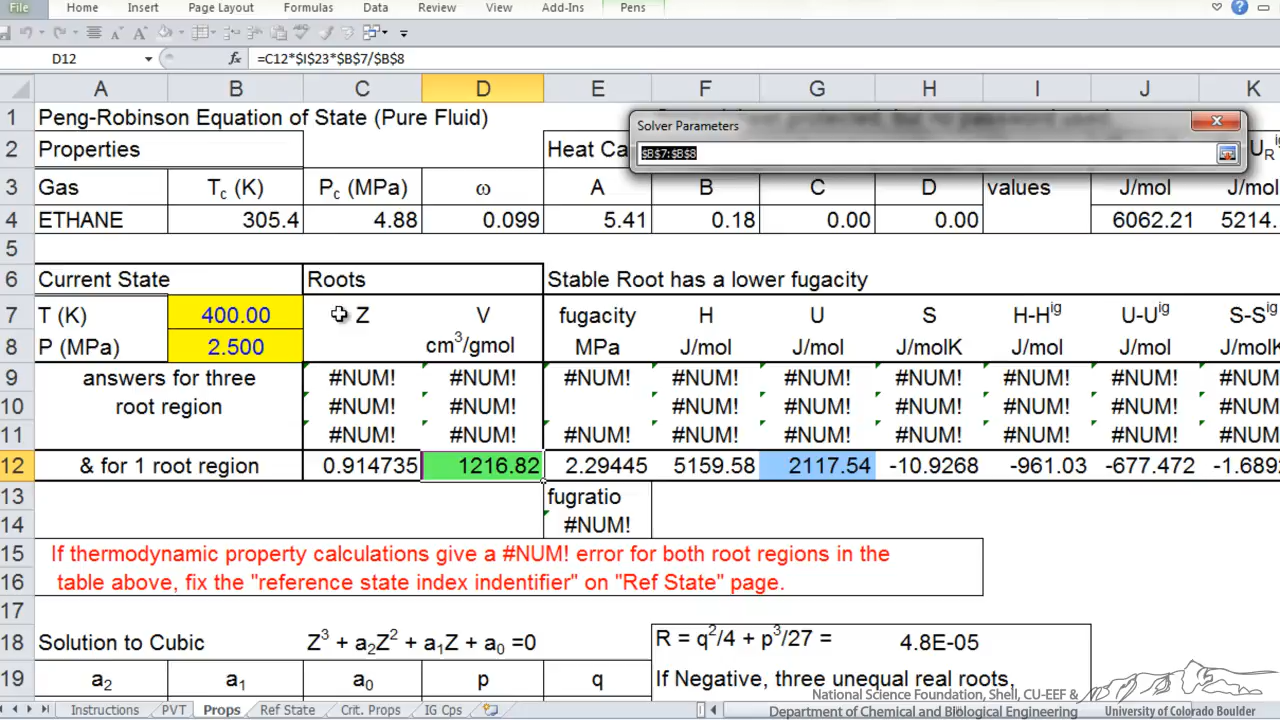 File Insert Page Layout Formulas Data Review View Add-Ins Pens
D12 fx =C12*$I$23*$B$7/$B$8
A B C D E F G H I J K
1 Peng-Robinson Equation of State (Pure Fluid)
Solver Parameters
$B$7:$B$8
2 Properties Heat Ca
3 Gas Tc (K) Pc (MPa) ω A B C D values J/mol J/mol
4 ETHANE 305.4 4.88 0.099 5.41 0.18 0.00 0.00 6062.21 5214.
5
6 Current State Roots Stable Root has a lower fugacity
7 T (K) 400.00 Z V fugacity H U S H-Hig U-Uig S-Sig
8 P (MPa) 2.500 cm3/gmol MPa J/mol J/mol J/molK J/mol J/mol J/molK
9 answers for three #NUM! #NUM! #NUM! #NUM! #NUM! #NUM! #NUM! #NUM! #NUM!
10 root region #NUM! #NUM! #NUM! #NUM! #NUM! #NUM! #NUM! #NUM!
11 #NUM! #NUM! #NUM! #NUM! #NUM! #NUM! #NUM! #NUM! #NUM!
12 & for 1 root region 0.914735 1216.82 2.29445 5159.58 2117.54 -10.9268 -961.03 -677.472 -1.6892
13 fugratio
14 #NUM!
15 If thermodynamic property calculations give a #NUM! error for both root regions in the
16 table above, fix the "reference state index indentifier" on "Ref State" page.
17
18 Solution to Cubic Z3 + a2Z2 + a1Z + a0 =0 R = q2/4 + p3/27 = 4.8E-05
19 a2 a1 a0 p q If Negative, three unequal real roots,
National Science Foundation, Shell, CU-EEF &
Department of Chemical and Biological Engineering
University of Colorado Boulder
Instructions PVT Props Ref State Crit. Props IG Cps